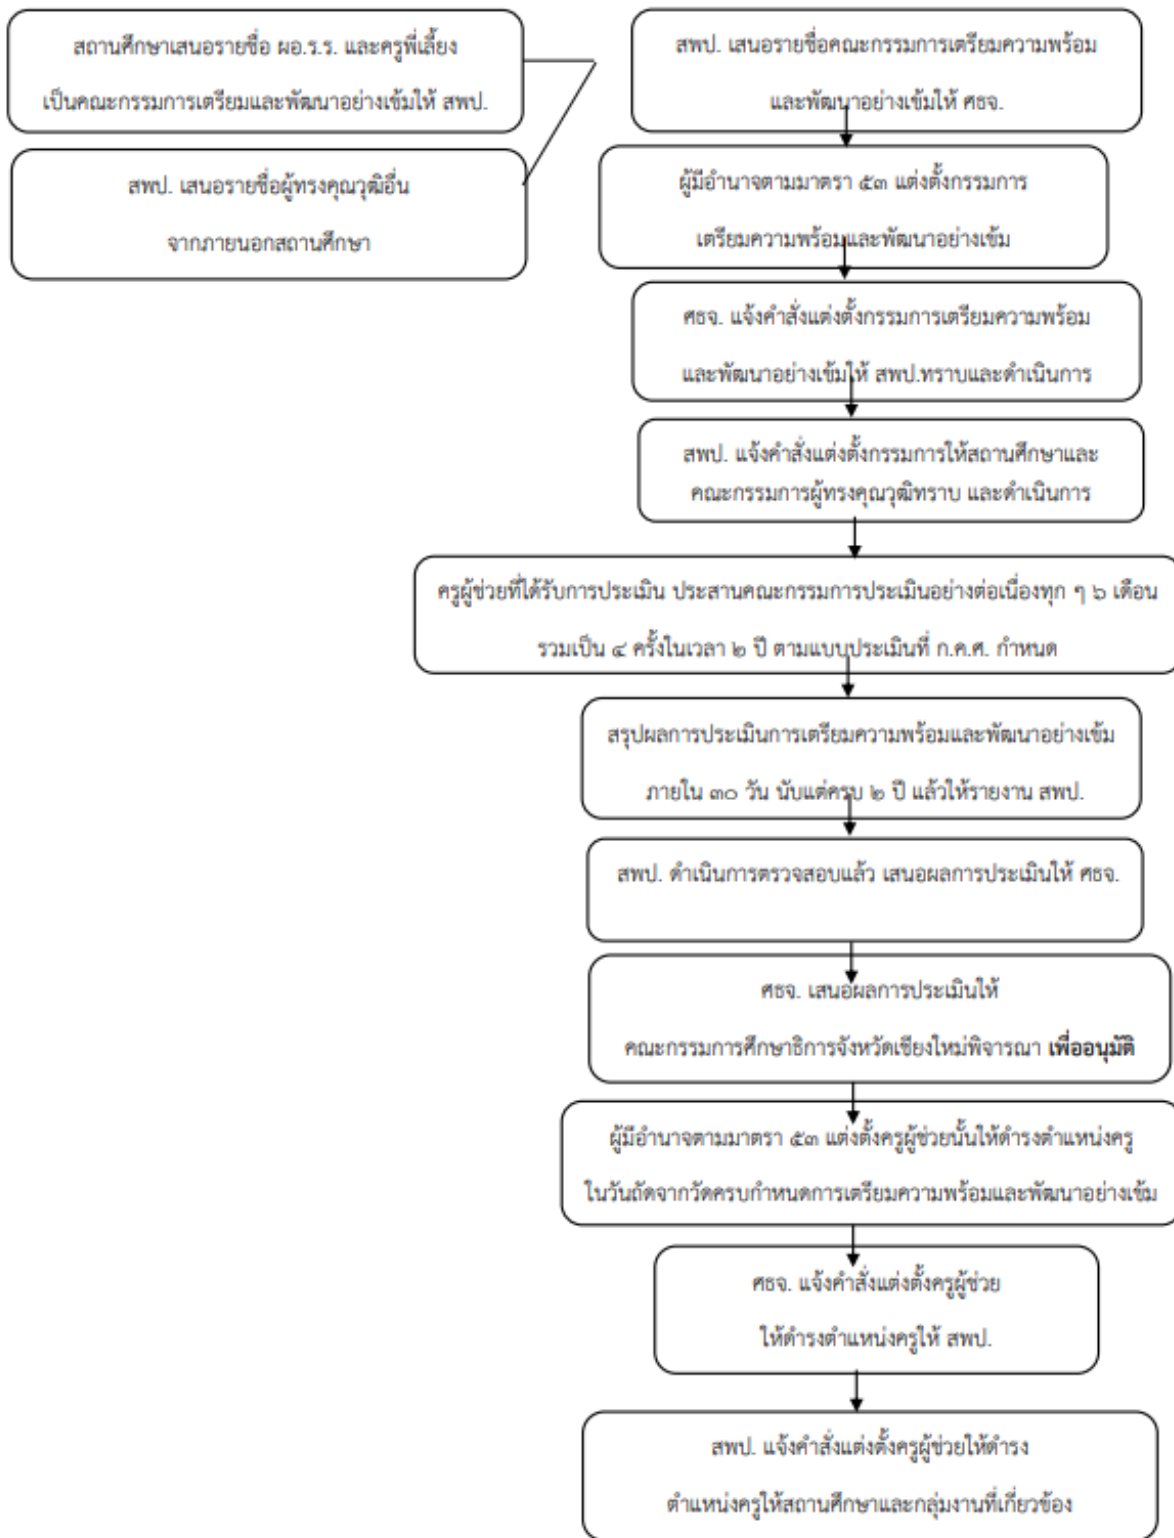 สถานศึกษาเสนอรายชื่อ ผอ.ร.ร. และครูพี่เลี้ยง
เป็นคณะกรรมการเตรียมและพัฒนาอย่างเข้มให้ สพป.
สพป. เสนอรายชื่อผู้ทรงคุณวุฒิอื่น
จากภายนอกสถานศึกษา
สพป. เสนอรายชื่อคณะกรรมการเตรียมความพร้อม
และพัฒนาอย่างเข้มให้ ศธจ.
ผู้มีอำนาจตามมาตรา ๕๓ แต่งตั้งกรรมการ
เตรียมความพร้อมและพัฒนาอย่างเข้ม
ศธจ. แจ้งคำสั่งแต่งตั้งกรรมการเตรียมความพร้อม
และพัฒนาอย่างเข้มให้ สพป.ทราบและดำเนินการ
สพป. แจ้งคำสั่งแต่งตั้งกรรมการให้สถานศึกษาและ
คณะกรรมการผู้ทรงคุณวุฒิทราบ และดำเนินการ
ครูผู้ช่วยที่ได้รับการประเมิน ประสานคณะกรรมการประเมินอย่างต่อเนื่องทุก ๆ ๖ เดือน
รวมเป็น ๔ ครั้งในเวลา ๒ ปี ตามแบบประเมินที่ ก.ค.ศ. กำหนด
สรุปผลการประเมินการเตรียมความพร้อมและพัฒนาอย่างเข้ม
ภายใน ๓๐ วัน นับแต่ครบ ๒ ปี แล้วให้รายงาน สพป.
สพป. ดำเนินการตรวจสอบแล้ว เสนอผลการประเมินให้ ศธจ.
ศธจ. เสนอผลการประเมินให้
คณะกรรมการศึกษาธิการจังหวัดเชียงใหม่พิจารณา เพื่ออนุมัติ
ผู้มีอำนาจตามมาตรา ๕๓ แต่งตั้งครูผู้ช่วยนั้นให้ดำรงตำแหน่งครู
ในวันถัดจากวัดครบกำหนดการเตรียมความพร้อมและพัฒนาอย่างเข้ม
ศธจ. แจ้งคำสั่งแต่งตั้งครูผู้ช่วย
ให้ดำรงตำแหน่งครูให้ สพป.
สพป. แจ้งคำสั่งแต่งตั้งครูผู้ช่วยให้ดำรง
ตำแหน่งครูให้สถานศึกษาและกลุ่มงานที่เกี่ยวข้อง